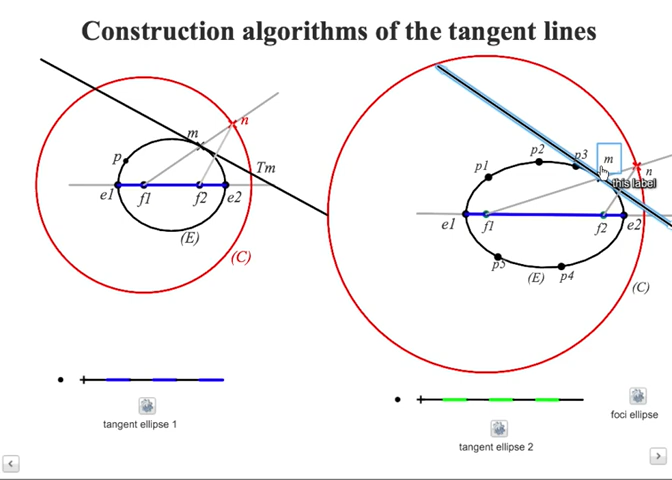 Construction algorithms of the tangent lines
m
n
p
Tm
e1
f1
f2
e2
(E)
(C)
p1
p2
p3
m
n
this label
e1
f1
f2
e2
p5
(E)
p4
(C)
tangent ellipse 1
tangent ellipse 2
foci ellipse